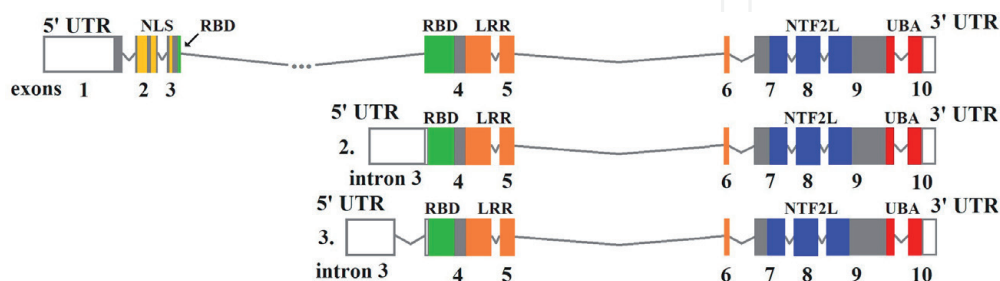 5' UTR NLS RBD RBD LRR NTF2L UBA 3' UTR
...
exons 1 2 3 4 5 6 7 8 9 10
5' UTR RBD LRR NTF2L UBA 3' UTR
2.
intron 3 4 5 6 7 8 9 10
5' UTR RBD LRR NTF2L UBA 3' UTR
3.
intron 3 4 5 6 7 8 9 10